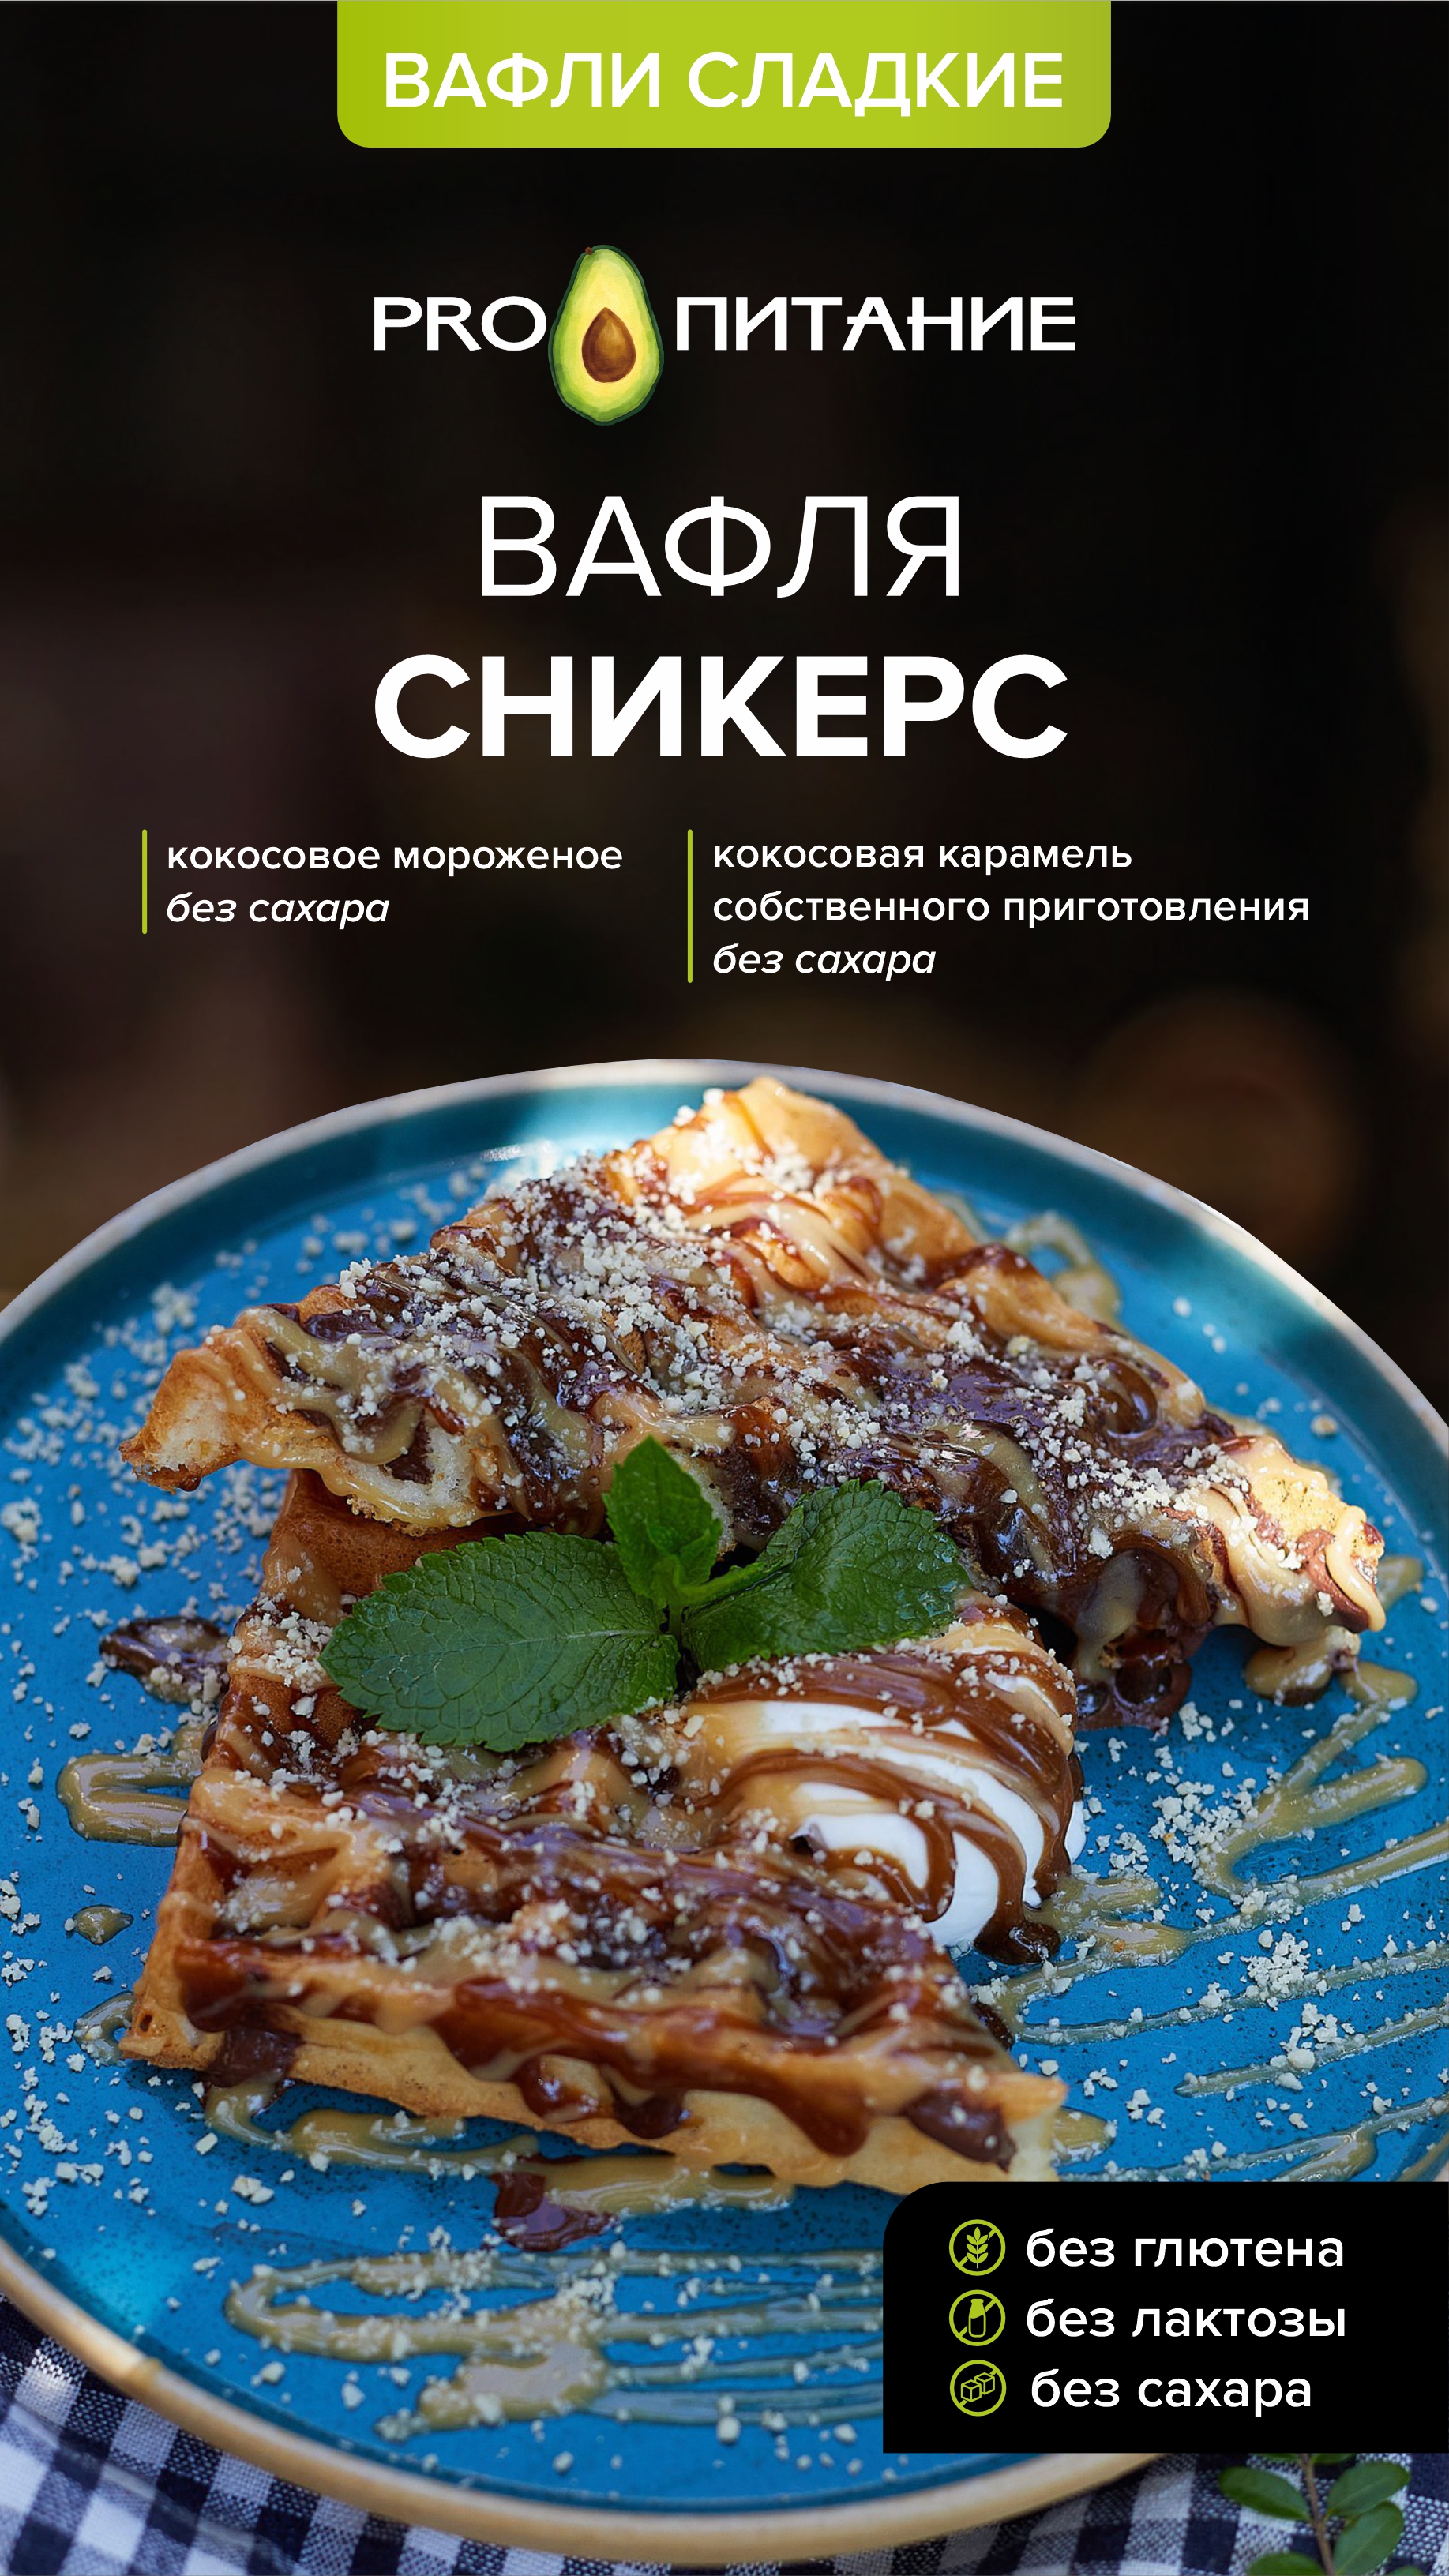 ВАФЛИ СЛАДКИЕ
PRO ПИТАНИЕ
ВАФЛЯ
СНИКЕРС
кокосовое мороженое
без сахара
кокосовая карамель
собственного приготовления
без сахара
без глютена
без лактозы
без сахара